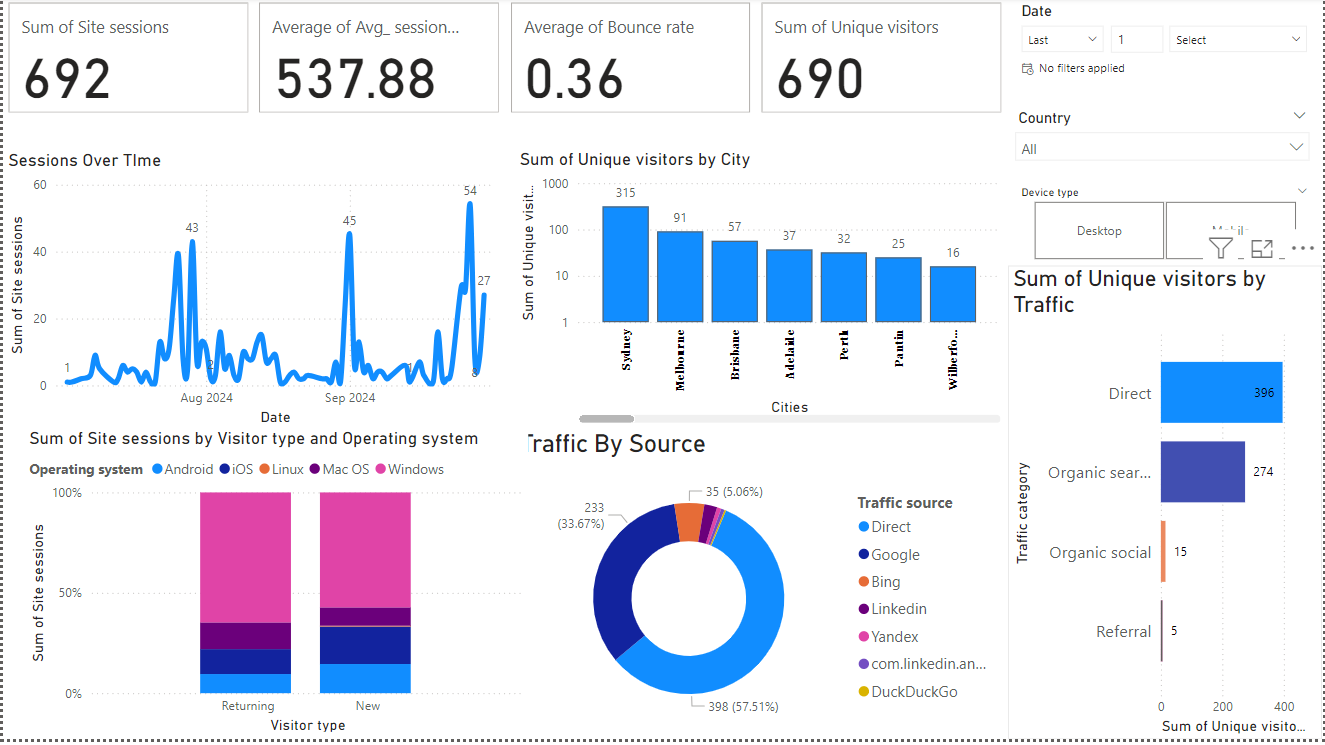 Sum of Site sessions
692
Average of Avg_ session...
537.88
Average of Bounce rate
0.36
Sum of Unique visitors
690
Date
Last
1
Select
No filters applied
Country
All
Device type
Desktop
Sessions Over TIme
Sum of Site sessions
60
40
20
0
1
43
2
45
1
54
8
27
Aug 2024
Sep 2024
Date
Sum of Unique visitors by City
Sum of Unique visit...
1000
100
10
1
315
91
57
37
32
25
16
Sydney
Melbourne
Brisbane
Adelaide
Perth
Pantin
Wilberfo...
Cities
Sum of Unique visitors by
Traffic
Traffic category
Direct
396
Organic sear...
274
Organic social
15
Referral
5
0
200
400
Sum of Unique visito...
Sum of Site sessions by Visitor type and Operating system
Operating system
Android
iOS
Linux
Mac OS
Windows
Sum of Site sessions
100%
50%
0%
Returning
New
Visitor type
Traffic By Source
35 (5.06%)
233
(33.67%)
398 (57.51%)
Traffic source
Direct
Google
Bing
Linkedin
Yandex
com.linkedin.an...
DuckDuckGo